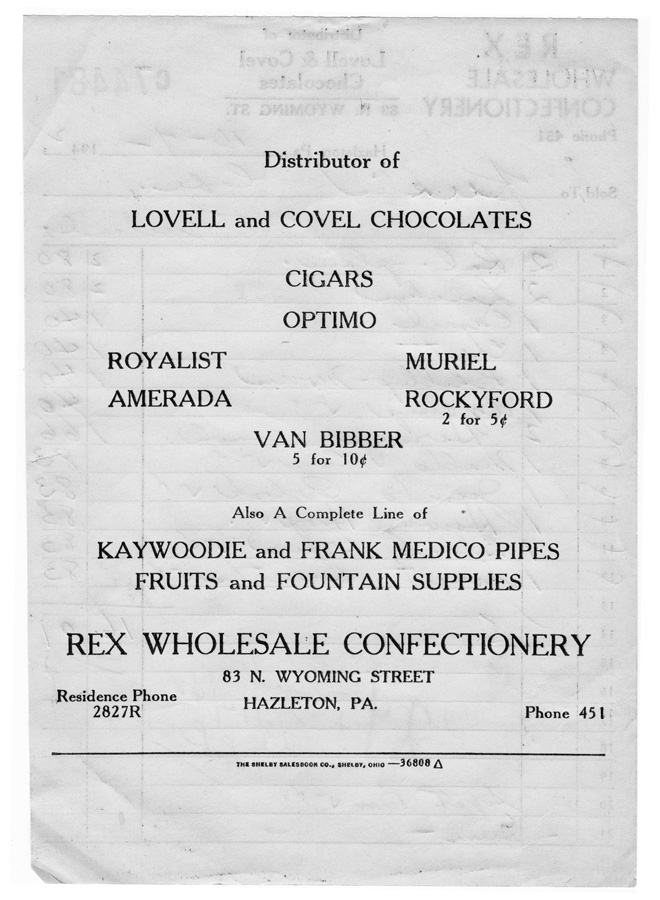 Distributor of
LOVELL and COVEL CHOCOLATES
CIGARS
OPTIMO
ROYALIST MURIEL
AMERADA ROCKYFORD
2 for 5¢
VAN BIBBER
5 for 10¢
Also A Complete Line of
KAYWOODIE and FRANK MEDICO PIPES
FRUITS and FOUNTAIN SUPPLIES
REX WHOLESALE CONFECTIONERY
83 N. WYOMING STREET
Residence Phone
2827R
HAZLETON, PA.
Phone 451
THE SHELBY SALESBOOK CO., SHELBY, OHIO —36808 △